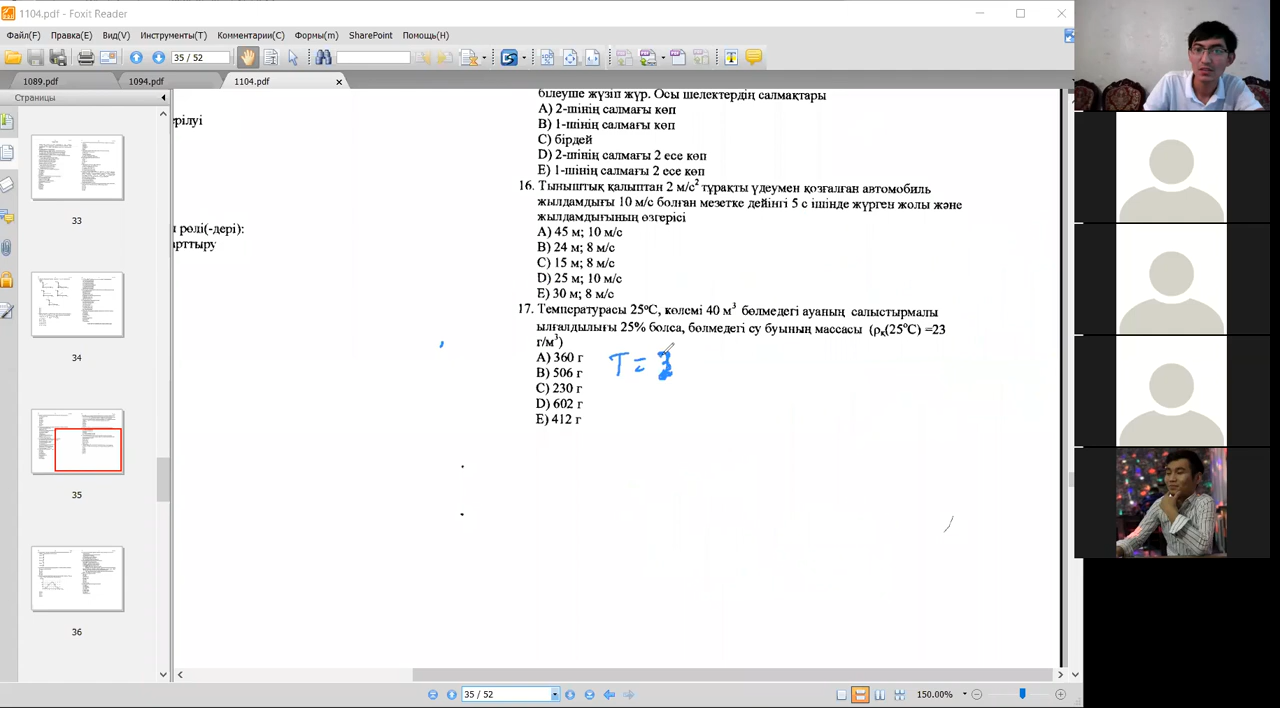 1104.pdf - Foxit Reader
Файл(F) Правка(E) Вид(V) Инструменты(T) Комментарии(C) Формы(m) SharePoint Помощь(H)
35 / 52
1089.pdf 1094.pdf 1104.pdf
Страницы
33
34
35
36
ерілуі
рөлі(-дері):
арттыру
білеуше жүзіп жүр. Осы шелектердің салмақтары
A) 2-шінің салмағы көп
B) 1-шінің салмағы көп
C) бірдей
D) 2-шінің салмағы 2 есе көп
E) 1-шінің салмағы 2 есе көп
16. Тыныштық қалыптан 2 м/с² тұрақты үдеумен қозғалған автомобиль
жылдамдығы 10 м/с болған мезетке дейінгі 5 с ішінде жүрген жолы және
жылдамдығының өзгерісі
A) 45 м; 10 м/с
B) 24 м; 8 м/с
C) 15 м; 8 м/с
D) 25 м; 10 м/с
E) 30 м; 8 м/с
17. Температурасы 25°С, көлемі 40 м³ бөлмедегі ауаның салыстырмалы
ылғалдылығы 25% болса, бөлмедегі су буының массасы (ρқ(25°С) =23
г/м³)
A) 360 г
B) 506 г
C) 230 г
D) 602 г
E) 412 г
T =
35 / 52
150.00%